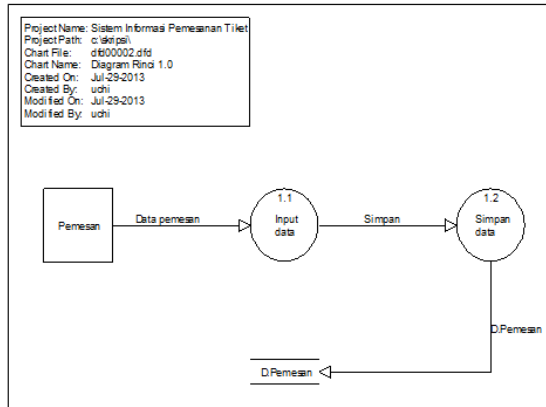 Project Name: Sistem Informasi Pemesanan Tiket
Project Path: c:\skripsi\
Chart File: dfd00002.dfd
Chart Name: Diagram Rinci 1.0
Created On: Jul-29-2013
Created By: uchi
Modified On: Jul-29-2013
Modified By: uchi
Pemesan
Data pemesan
1.1
Input
data
Simpan
1.2
Simpan
data
D.Pemesan
D.Pemesan